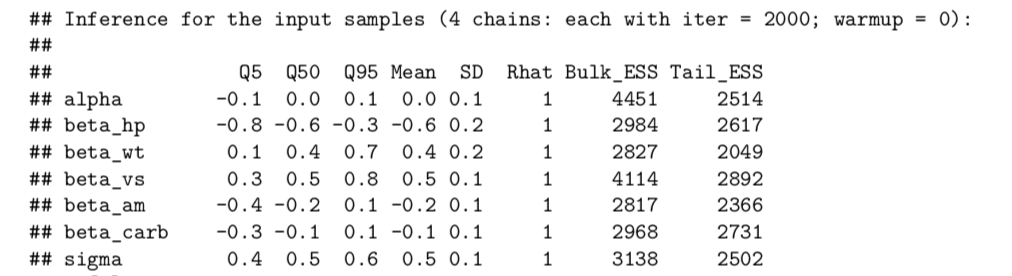 ## Inference for the input samples (4 chains: each with iter = 2000; warmup = 0):
##
##               Q5  Q50  Q95 Mean  SD  Rhat Bulk_ESS Tail_ESS
## alpha       -0.1  0.0  0.1  0.0 0.1     1     4451     2514
## beta_hp     -0.8 -0.6 -0.3 -0.6 0.2     1     2984     2617
## beta_wt      0.1  0.4  0.7  0.4 0.2     1     2827     2049
## beta_vs      0.3  0.5  0.8  0.5 0.1     1     4114     2892
## beta_am     -0.4 -0.2  0.1 -0.2 0.1     1     2817     2366
## beta_carb   -0.3 -0.1  0.1 -0.1 0.1     1     2968     2731
## sigma        0.4  0.5  0.6  0.5 0.1     1     3138     2502